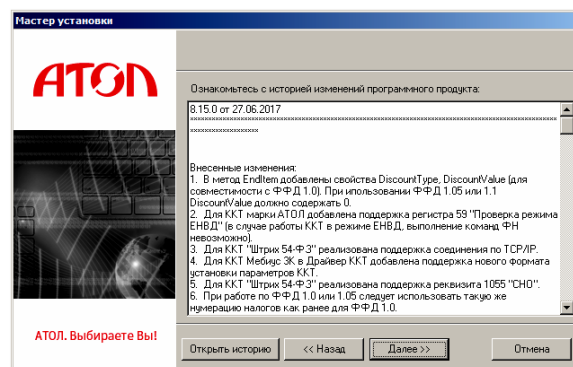 Мастер установки
АТОЛ
Ознакомьтесь с историей изменений программного продукта:
8.15.0 от 27.06.2017
Внесенные изменения:
1. В метод EndItem добавлены свойства DiscountType, DiscountValue (для
совместимости с ФФД 1.0). При ипользовании ФФД 1.05 или 1.1
DiscountValue должно содержать 0.
2. Для ККТ марки АТОЛ добавлена поддержка регистра 59 "Проверка режима
ЕНВД" (в случае работы ККТ в режиме ЕНВД, выполнение команд ФН
невозможно).
3. Для ККТ "Штрих 54-ФЗ" реализована поддержка соединения по TCP/IP.
4. Для ККТ Мебиус 3К в Драйвер ККТ добавлена поддержка нового формата
установки параметров ККТ.
5. Для ККТ "Штрих 54-ФЗ" реализована поддержка реквизита 1055 "СНО".
6. При работе по ФФД 1.0 или 1.05 следует использовать такую же
нумерацию налогов как ранее для ФФД 1.0.
АТОЛ. Выбираете Вы!
Открыть историю
<< Назад
Далее >>
Отмена